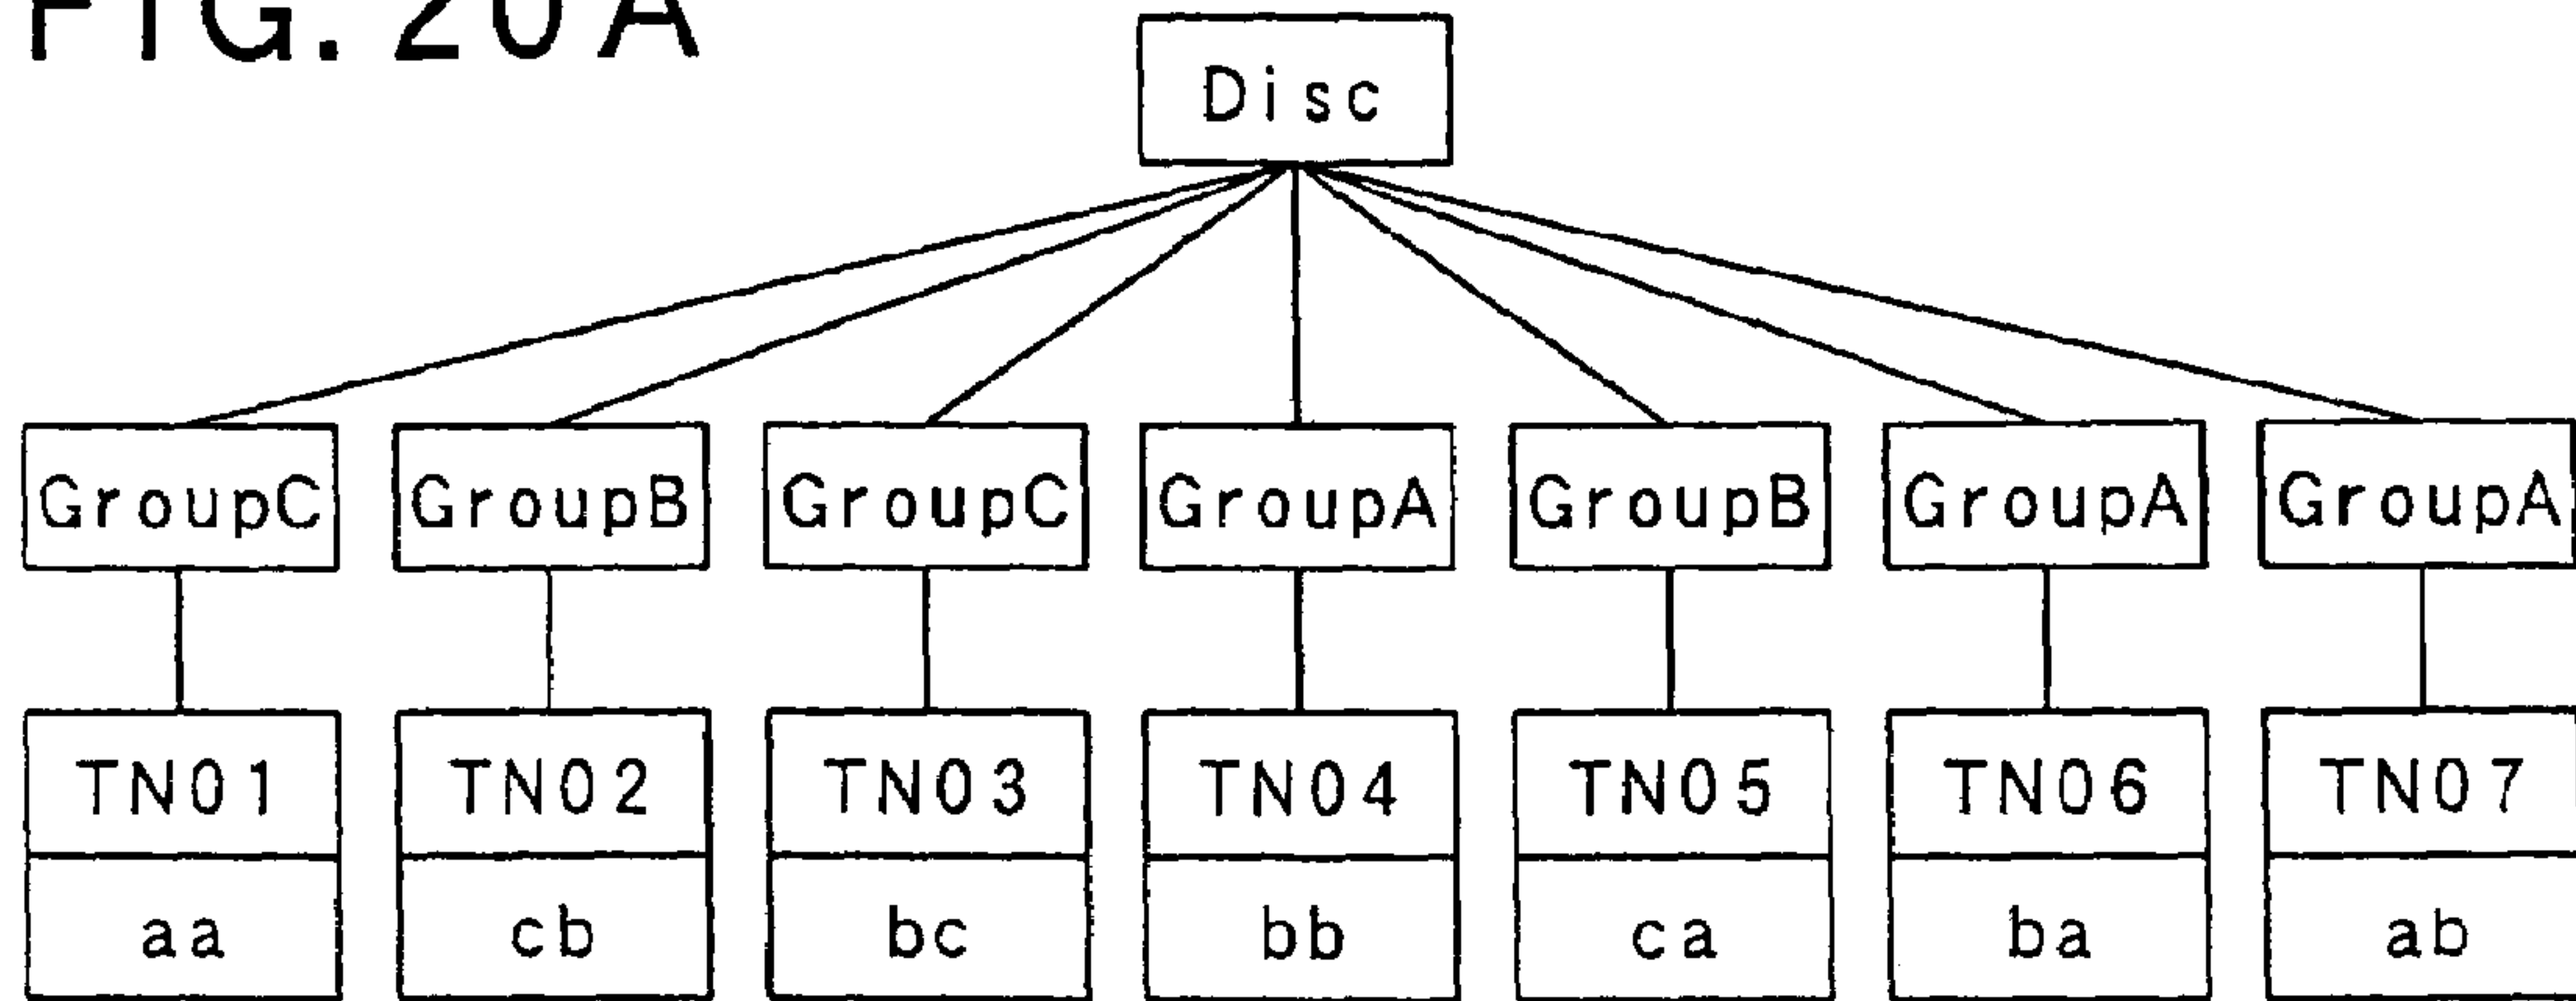 FIG. 20A
Disc
GroupC GroupB GroupC GroupA GroupB GroupA GroupA
TN01 TN02 TN03 TN04 TN05 TN06 TN07
aa cb bc bb ca ba ab